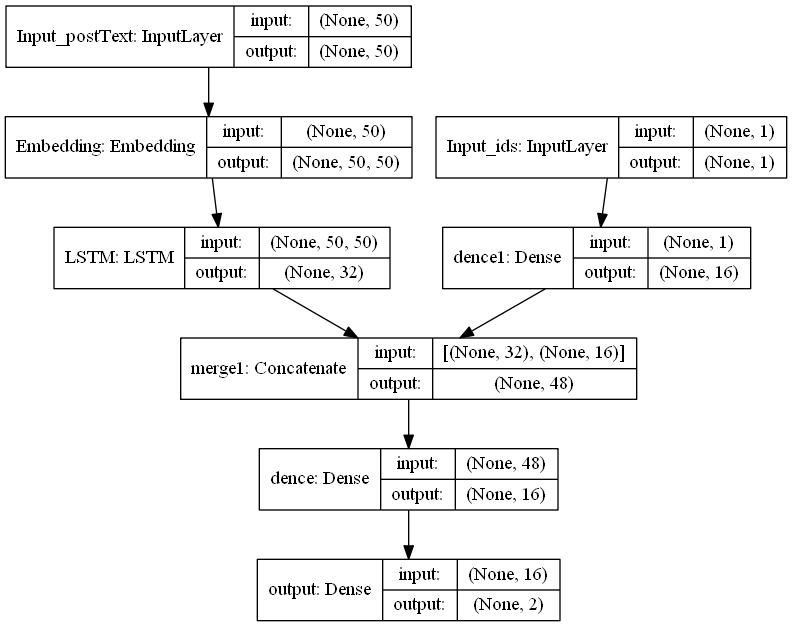 Input_postText: InputLayer
input: (None, 50)
output: (None, 50)
Embedding: Embedding
input: (None, 50)
output: (None, 50, 50)
Input_ids: InputLayer
input: (None, 1)
output: (None, 1)
LSTM: LSTM
input: (None, 50, 50)
output: (None, 32)
dence1: Dense
input: (None, 1)
output: (None, 16)
merge1: Concatenate
input: [(None, 32), (None, 16)]
output: (None, 48)
dence: Dense
input: (None, 48)
output: (None, 16)
output: Dense
input: (None, 16)
output: (None, 2)